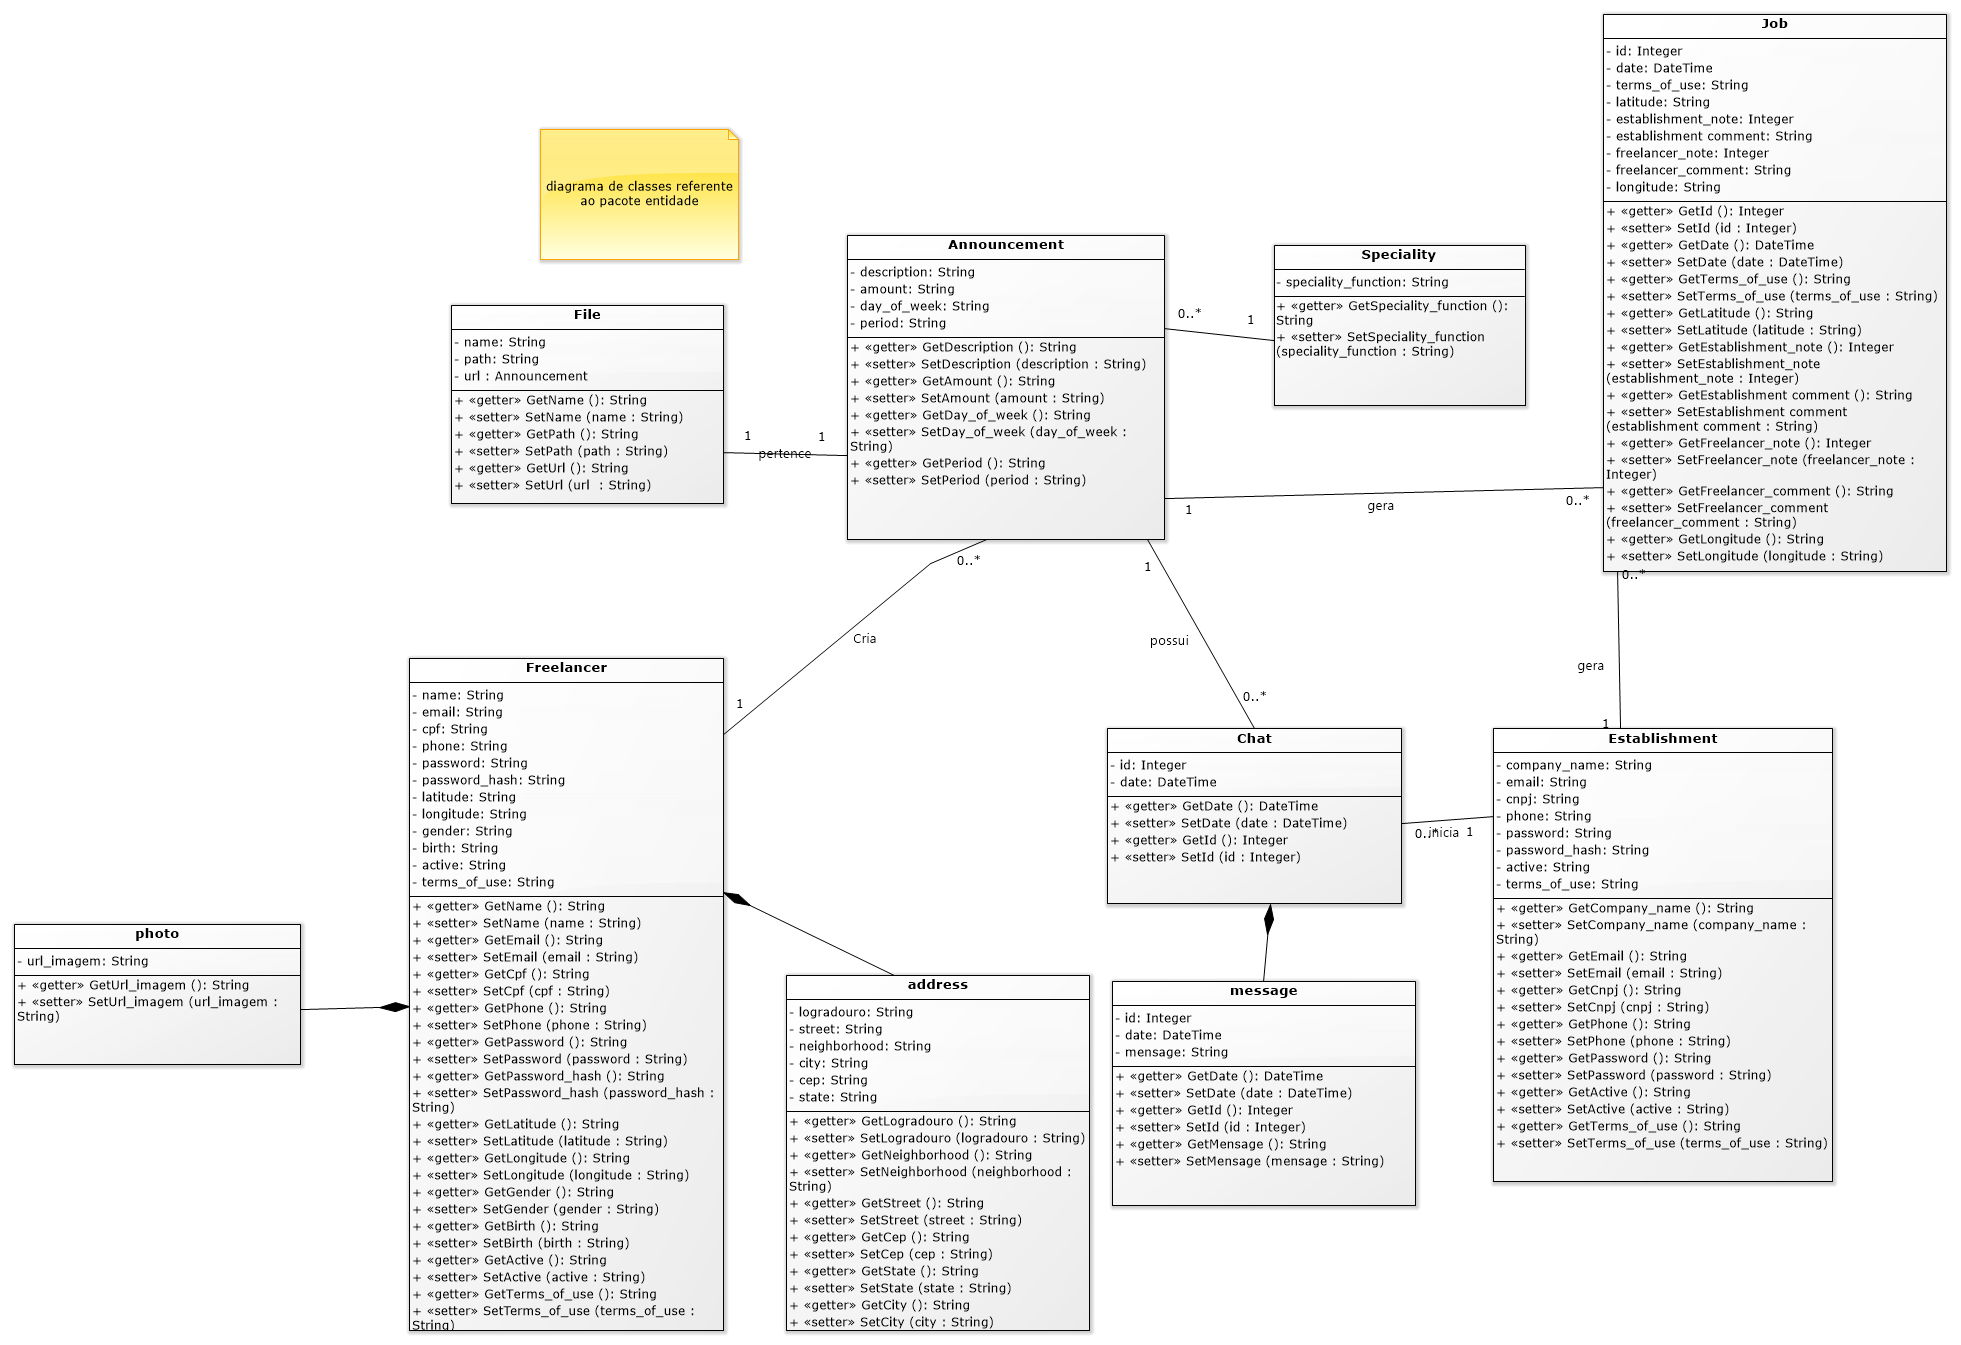 diagrama de classes referente
ao pacote entidade
File
- name: String
- path: String
- url : Announcement
+ «getter» GetName (): String
+ «setter» SetName (name : String)
+ «getter» GetPath (): String
+ «setter» SetPath (path : String)
+ «getter» GetUrl (): String
+ «setter» SetUrl (url  : String)
1
1
pertence
Announcement
- description: String
- amount: String
- day_of_week: String
- period: String
+ «getter» GetDescription (): String
+ «setter» SetDescription (description : String)
+ «getter» GetAmount (): String
+ «setter» SetAmount (amount : String)
+ «getter» GetDay_of_week (): String
+ «setter» SetDay_of_week (day_of_week :
String)
+ «getter» GetPeriod (): String
+ «setter» SetPeriod (period : String)
0..*
1
Speciality
- speciality_function: String
+ «getter» GetSpeciality_function ():
String
+ «setter» SetSpeciality_function
(speciality_function : String)
Job
- id: Integer
- date: DateTime
- terms_of_use: String
- latitude: String
- establishment_note: Integer
- establishment comment: String
- freelancer_note: Integer
- freelancer_comment: String
- longitude: String
+ «getter» GetId (): Integer
+ «setter» SetId (id : Integer)
+ «getter» GetDate (): DateTime
+ «setter» SetDate (date : DateTime)
+ «getter» GetTerms_of_use (): String
+ «setter» SetTerms_of_use (terms_of_use : String)
+ «getter» GetLatitude (): String
+ «setter» SetLatitude (latitude : String)
+ «getter» GetEstablishment_note (): Integer
+ «setter» SetEstablishment_note
(establishment_note : Integer)
+ «getter» GetEstablishment comment (): String
+ «setter» SetEstablishment comment
(establishment comment : String)
+ «getter» GetFreelancer_note (): Integer
+ «setter» SetFreelancer_note (freelancer_note :
Integer)
+ «getter» GetFreelancer_comment (): String
+ «setter» SetFreelancer_comment
(freelancer_comment : String)
+ «getter» GetLongitude (): String
+ «setter» SetLongitude (longitude : String)
1
gera
0..*
0..*
Cria
1
1
possui
0..*
0..*
gera
1
Freelancer
- name: String
- email: String
- cpf: String
- phone: String
- password: String
- password_hash: String
- latitude: String
- longitude: String
- gender: String
- birth: String
- active: String
- terms_of_use: String
+ «getter» GetName (): String
+ «setter» SetName (name : String)
+ «getter» GetEmail (): String
+ «setter» SetEmail (email : String)
+ «getter» GetCpf (): String
+ «setter» SetCpf (cpf : String)
+ «getter» GetPhone (): String
+ «setter» SetPhone (phone : String)
+ «getter» GetPassword (): String
+ «setter» SetPassword (password : String)
+ «getter» GetPassword_hash (): String
+ «setter» SetPassword_hash (password_hash :
String)
+ «getter» GetLatitude (): String
+ «setter» SetLatitude (latitude : String)
+ «getter» GetLongitude (): String
+ «setter» SetLongitude (longitude : String)
+ «getter» GetGender (): String
+ «setter» SetGender (gender : String)
+ «getter» GetBirth (): String
+ «setter» SetBirth (birth : String)
+ «getter» GetActive (): String
+ «setter» SetActive (active : String)
+ «getter» GetTerms_of_use (): String
+ «setter» SetTerms_of_use (terms_of_use :
String)
photo
- url_imagem: String
+ «getter» GetUrl_imagem (): String
+ «setter» SetUrl_imagem (url_imagem :
String)
address
- logradouro: String
- street: String
- neighborhood: String
- city: String
- cep: String
- state: String
+ «getter» GetLogradouro (): String
+ «setter» SetLogradouro (logradouro : String)
+ «getter» GetNeighborhood (): String
+ «setter» SetNeighborhood (neighborhood :
String)
+ «getter» GetStreet (): String
+ «setter» SetStreet (street : String)
+ «getter» GetCep (): String
+ «setter» SetCep (cep : String)
+ «getter» GetState (): String
+ «setter» SetState (state : String)
+ «getter» GetCity (): String
+ «setter» SetCity (city : String)
Chat
- id: Integer
- date: DateTime
+ «getter» GetDate (): DateTime
+ «setter» SetDate (date : DateTime)
+ «getter» GetId (): Integer
+ «setter» SetId (id : Integer)
0..*
inicia
1
message
- id: Integer
- date: DateTime
- mensage: String
+ «getter» GetDate (): DateTime
+ «setter» SetDate (date : DateTime)
+ «getter» GetId (): Integer
+ «setter» SetId (id : Integer)
+ «getter» GetMensage (): String
+ «setter» SetMensage (mensage : String)
Establishment
- company_name: String
- email: String
- cnpj: String
- phone: String
- password: String
- password_hash: String
- active: String
- terms_of_use: String
+ «getter» GetCompany_name (): String
+ «setter» SetCompany_name (company_name :
String)
+ «getter» GetEmail (): String
+ «setter» SetEmail (email : String)
+ «getter» GetCnpj (): String
+ «setter» SetCnpj (cnpj : String)
+ «getter» GetPhone (): String
+ «setter» SetPhone (phone : String)
+ «getter» GetPassword (): String
+ «setter» SetPassword (password : String)
+ «getter» GetActive (): String
+ «setter» SetActive (active : String)
+ «getter» GetTerms_of_use (): String
+ «setter» SetTerms_of_use (terms_of_use : String)